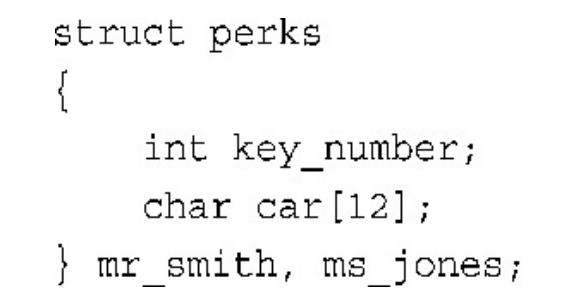 struct perks
{
    int key_number;
    char car[12];
} mr_smith, ms_jones;